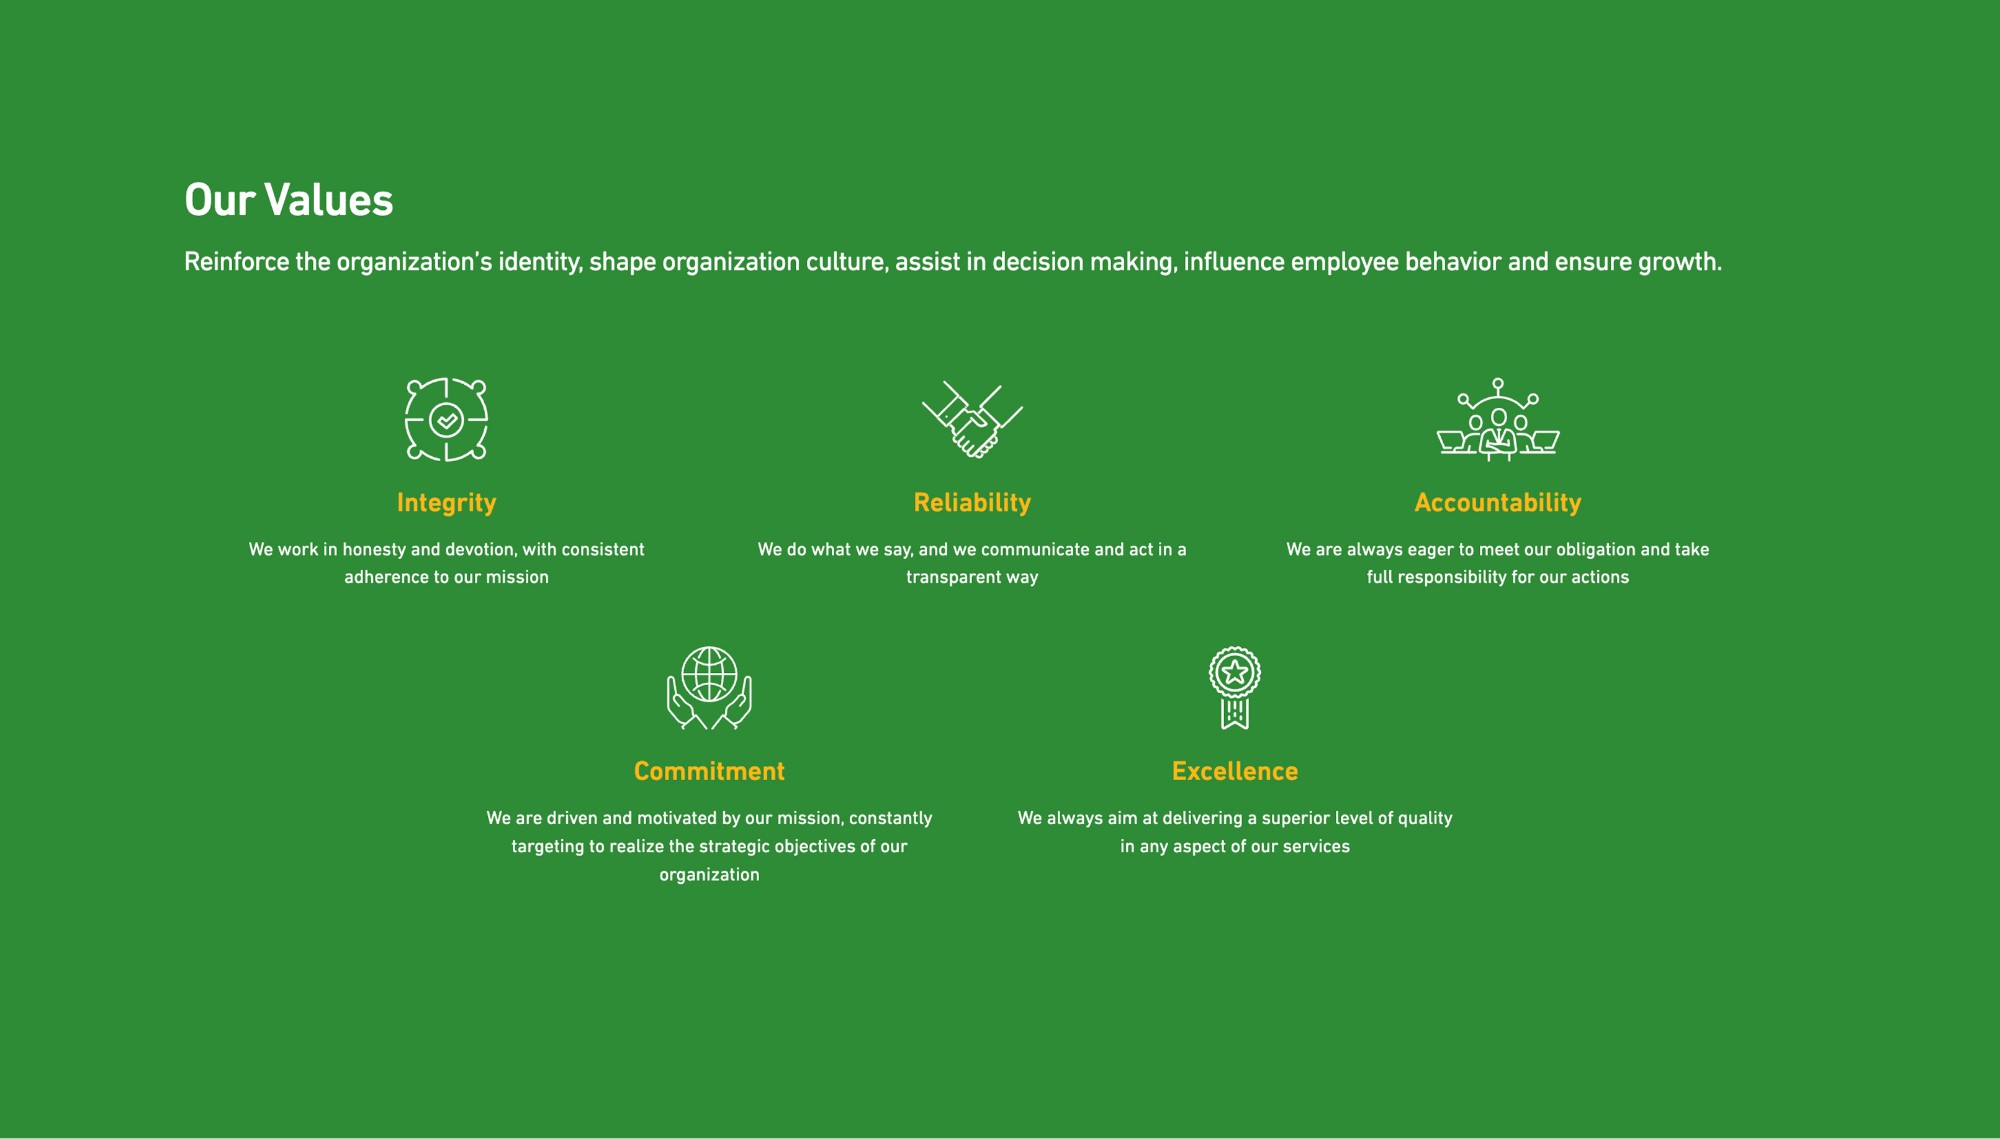 Our Values
Reinforce the organization's identity, shape organization culture, assist in decision making, influence employee behavior and ensure growth.
Integrity
We work in honesty and devotion, with consistent
adherence to our mission
Reliability
We do what we say, and we communicate and act in a
transparent way
Accountability
We are always eager to meet our obligation and take
full responsibility for our actions
Commitment
We are driven and motivated by our mission, constantly
targeting to realize the strategic objectives of our
organization
Excellence
We always aim at delivering a superior level of quality
in any aspect of our services